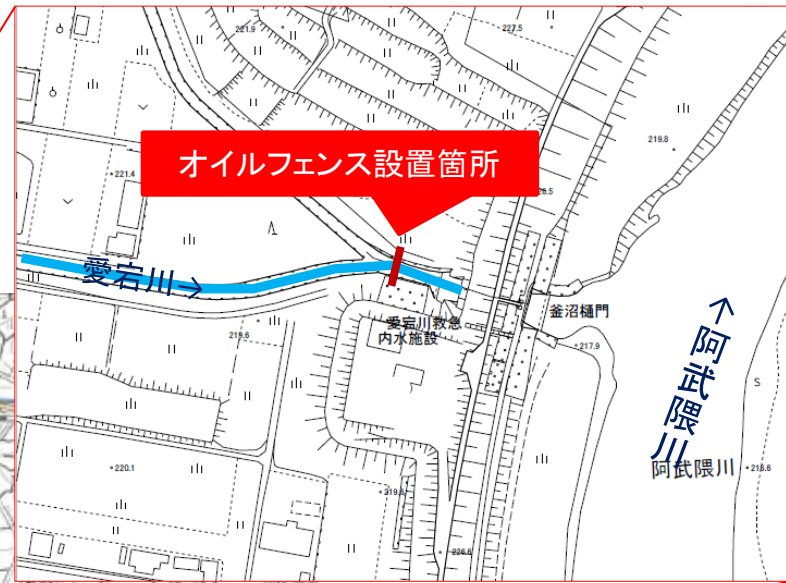 221.9
227.5
219.8
オイルフェンス設置箇所
221.4
愛宕川→
釜沼樋門
愛宕川救急
内水施設
219.6
217.9
↑阿武隈川
S
阿武隈川
218.6
220.1
226.6